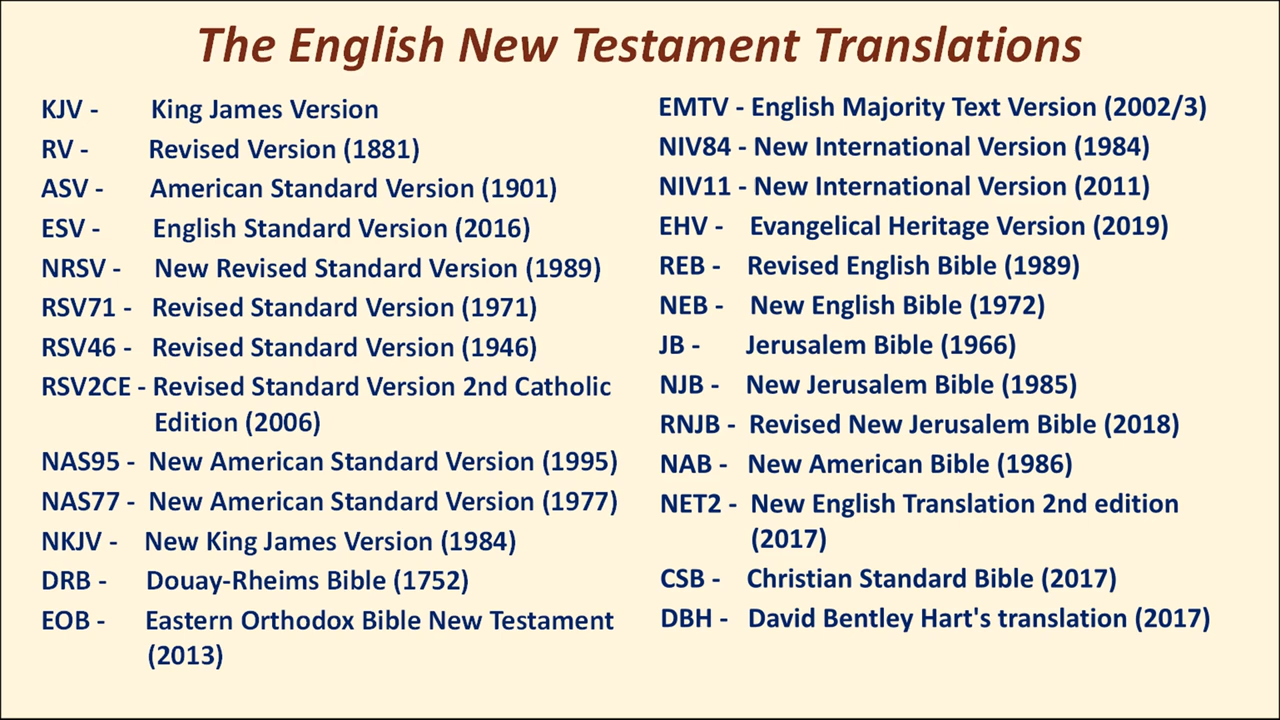 The English New Testament Translations
KJV - King James Version
RV - Revised Version (1881)
ASV - American Standard Version (1901)
ESV - English Standard Version (2016)
NRSV - New Revised Standard Version (1989)
RSV71 - Revised Standard Version (1971)
RSV46 - Revised Standard Version (1946)
RSV2CE - Revised Standard Version 2nd Catholic
Edition (2006)
NAS95 - New American Standard Version (1995)
NAS77 - New American Standard Version (1977)
NKJV - New King James Version (1984)
DRB - Douay-Rheims Bible (1752)
EOB - Eastern Orthodox Bible New Testament
(2013)
EMTV - English Majority Text Version (2002/3)
NIV84 - New International Version (1984)
NIV11 - New International Version (2011)
EHV - Evangelical Heritage Version (2019)
REB - Revised English Bible (1989)
NEB - New English Bible (1972)
JB - Jerusalem Bible (1966)
NJB - New Jerusalem Bible (1985)
RNJB - Revised New Jerusalem Bible (2018)
NAB - New American Bible (1986)
NET2 - New English Translation 2nd edition
(2017)
CSB - Christian Standard Bible (2017)
DBH - David Bentley Hart's translation (2017)